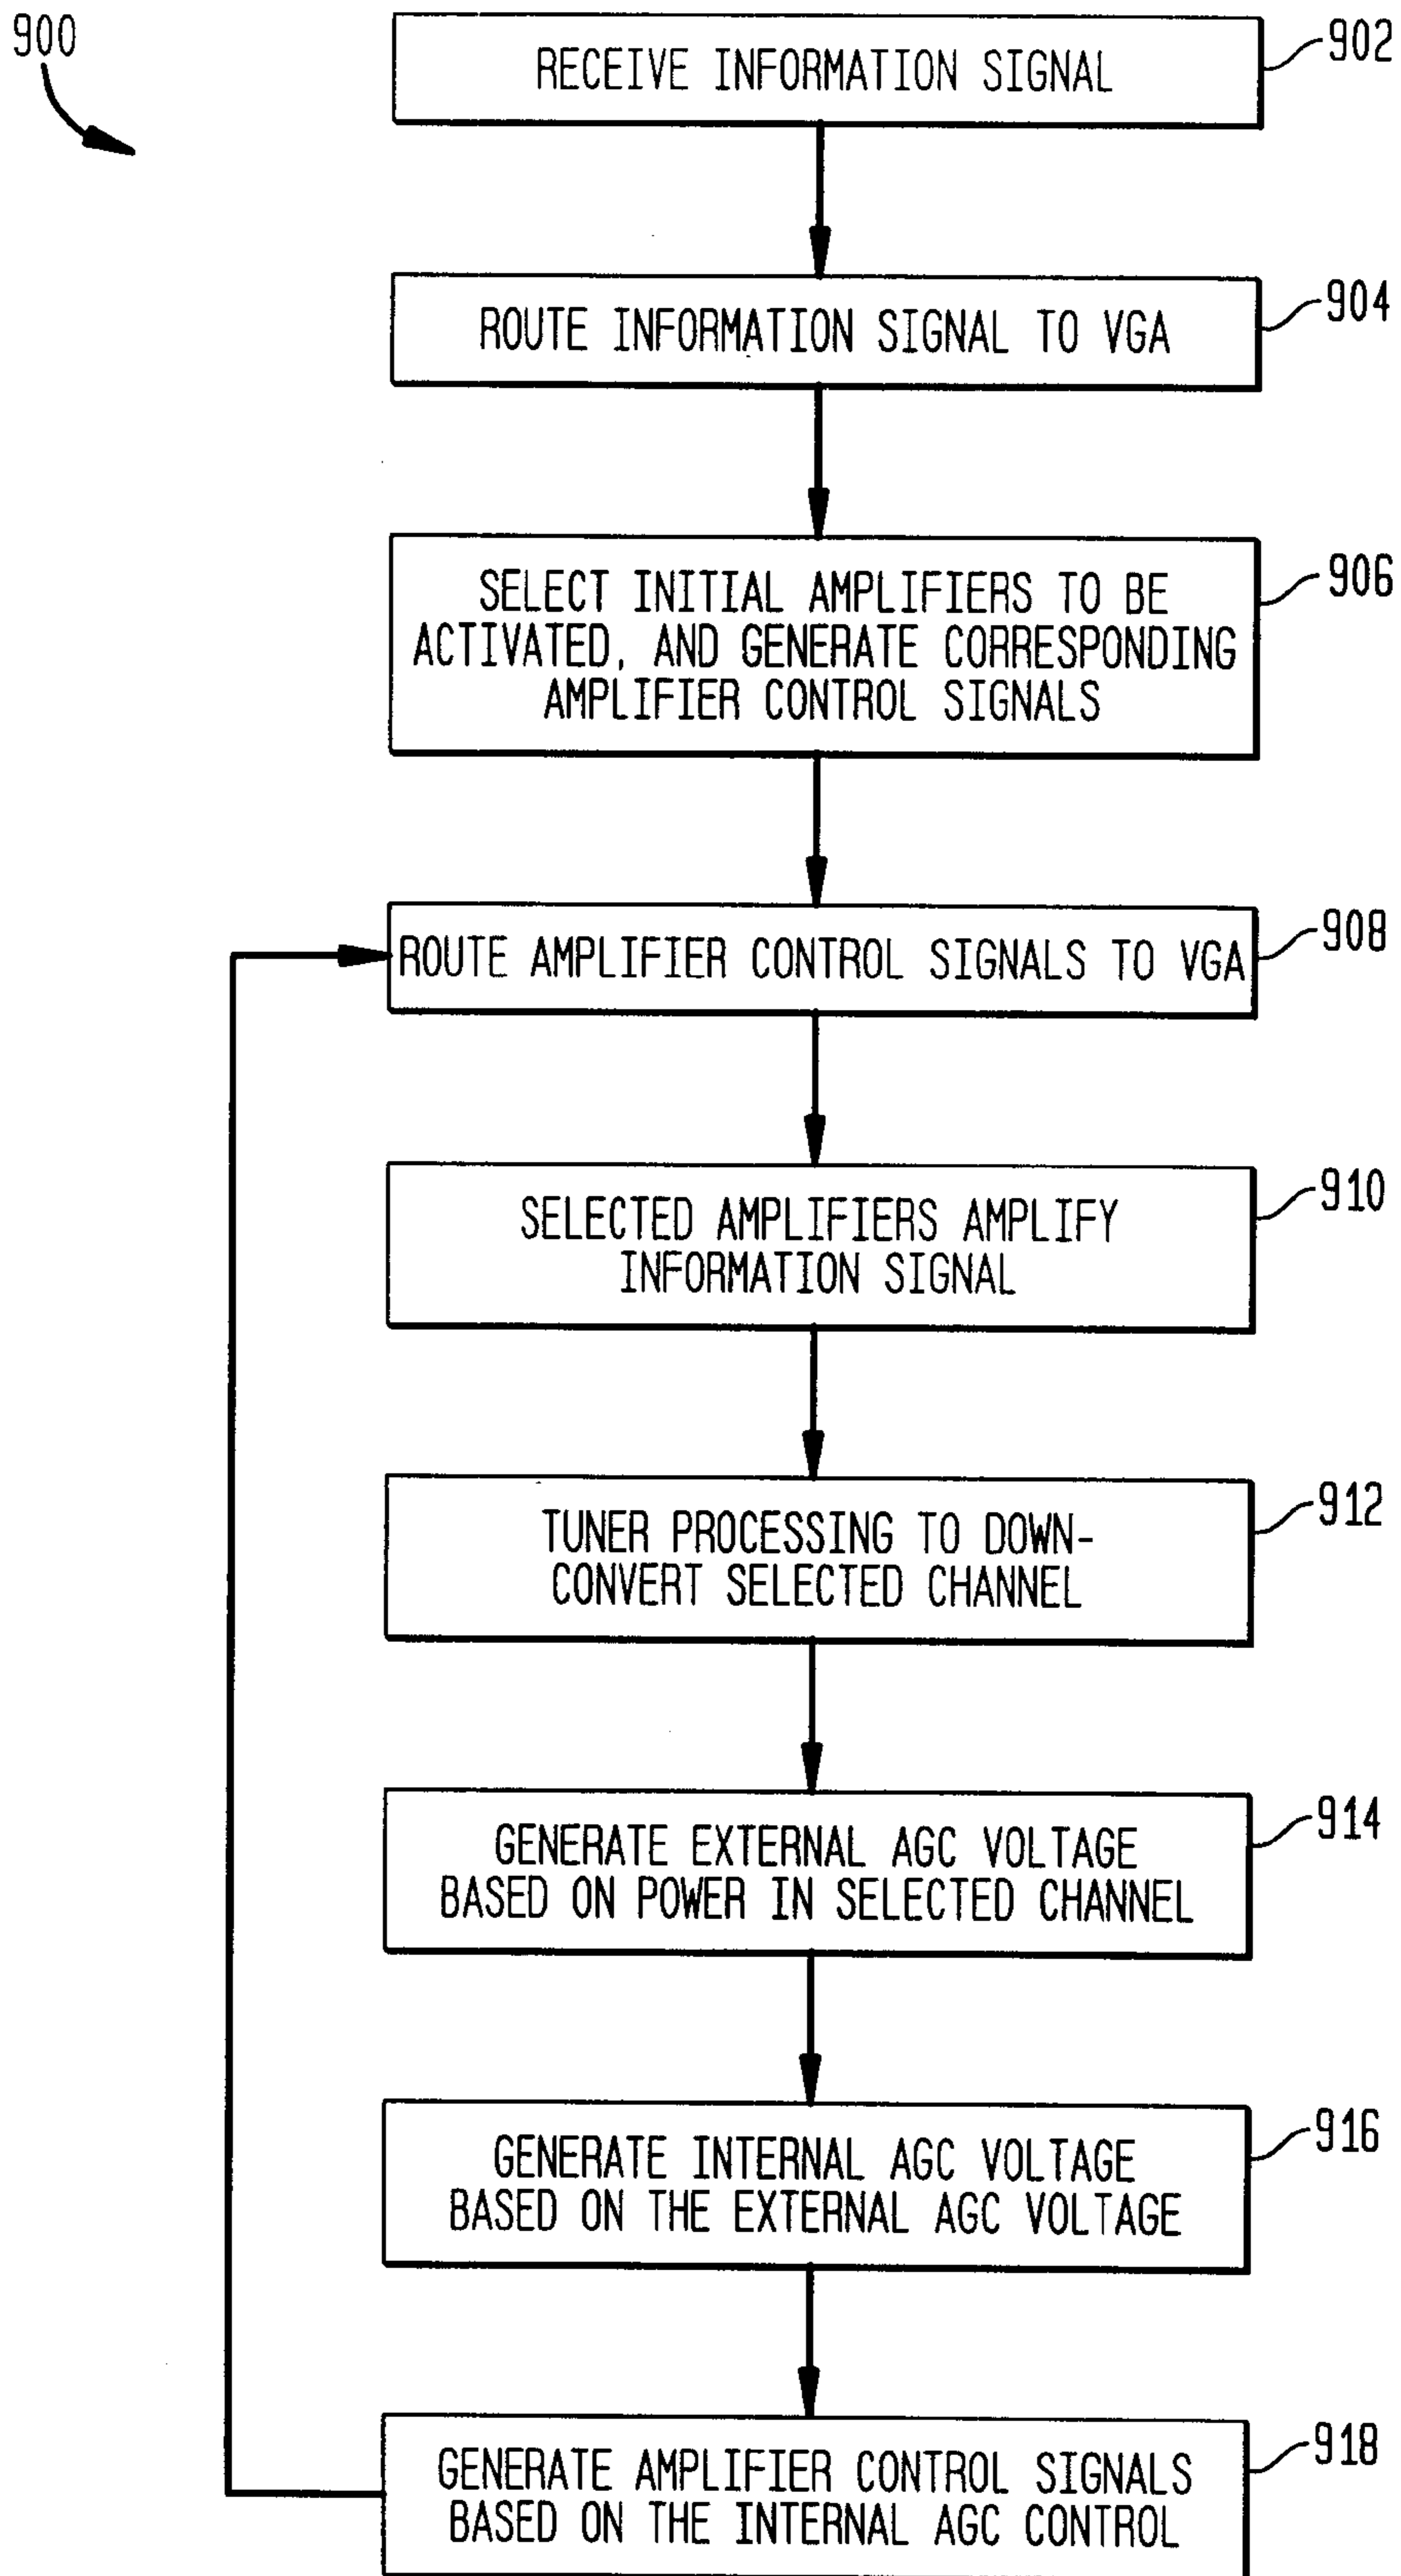 900
RECEIVE INFORMATION SIGNAL
902
ROUTE INFORMATION SIGNAL TO VGA
904
SELECT INITIAL AMPLIFIERS TO BE
ACTIVATED, AND GENERATE CORRESPONDING
AMPLIFIER CONTROL SIGNALS
906
ROUTE AMPLIFIER CONTROL SIGNALS TO VGA
908
SELECTED AMPLIFIERS AMPLIFY
INFORMATION SIGNAL
910
TUNER PROCESSING TO DOWN-
CONVERT SELECTED CHANNEL
912
GENERATE EXTERNAL AGC VOLTAGE
BASED ON POWER IN SELECTED CHANNEL
914
GENERATE INTERNAL AGC VOLTAGE
BASED ON THE EXTERNAL AGC VOLTAGE
916
GENERATE AMPLIFIER CONTROL SIGNALS
BASED ON THE INTERNAL AGC CONTROL
918